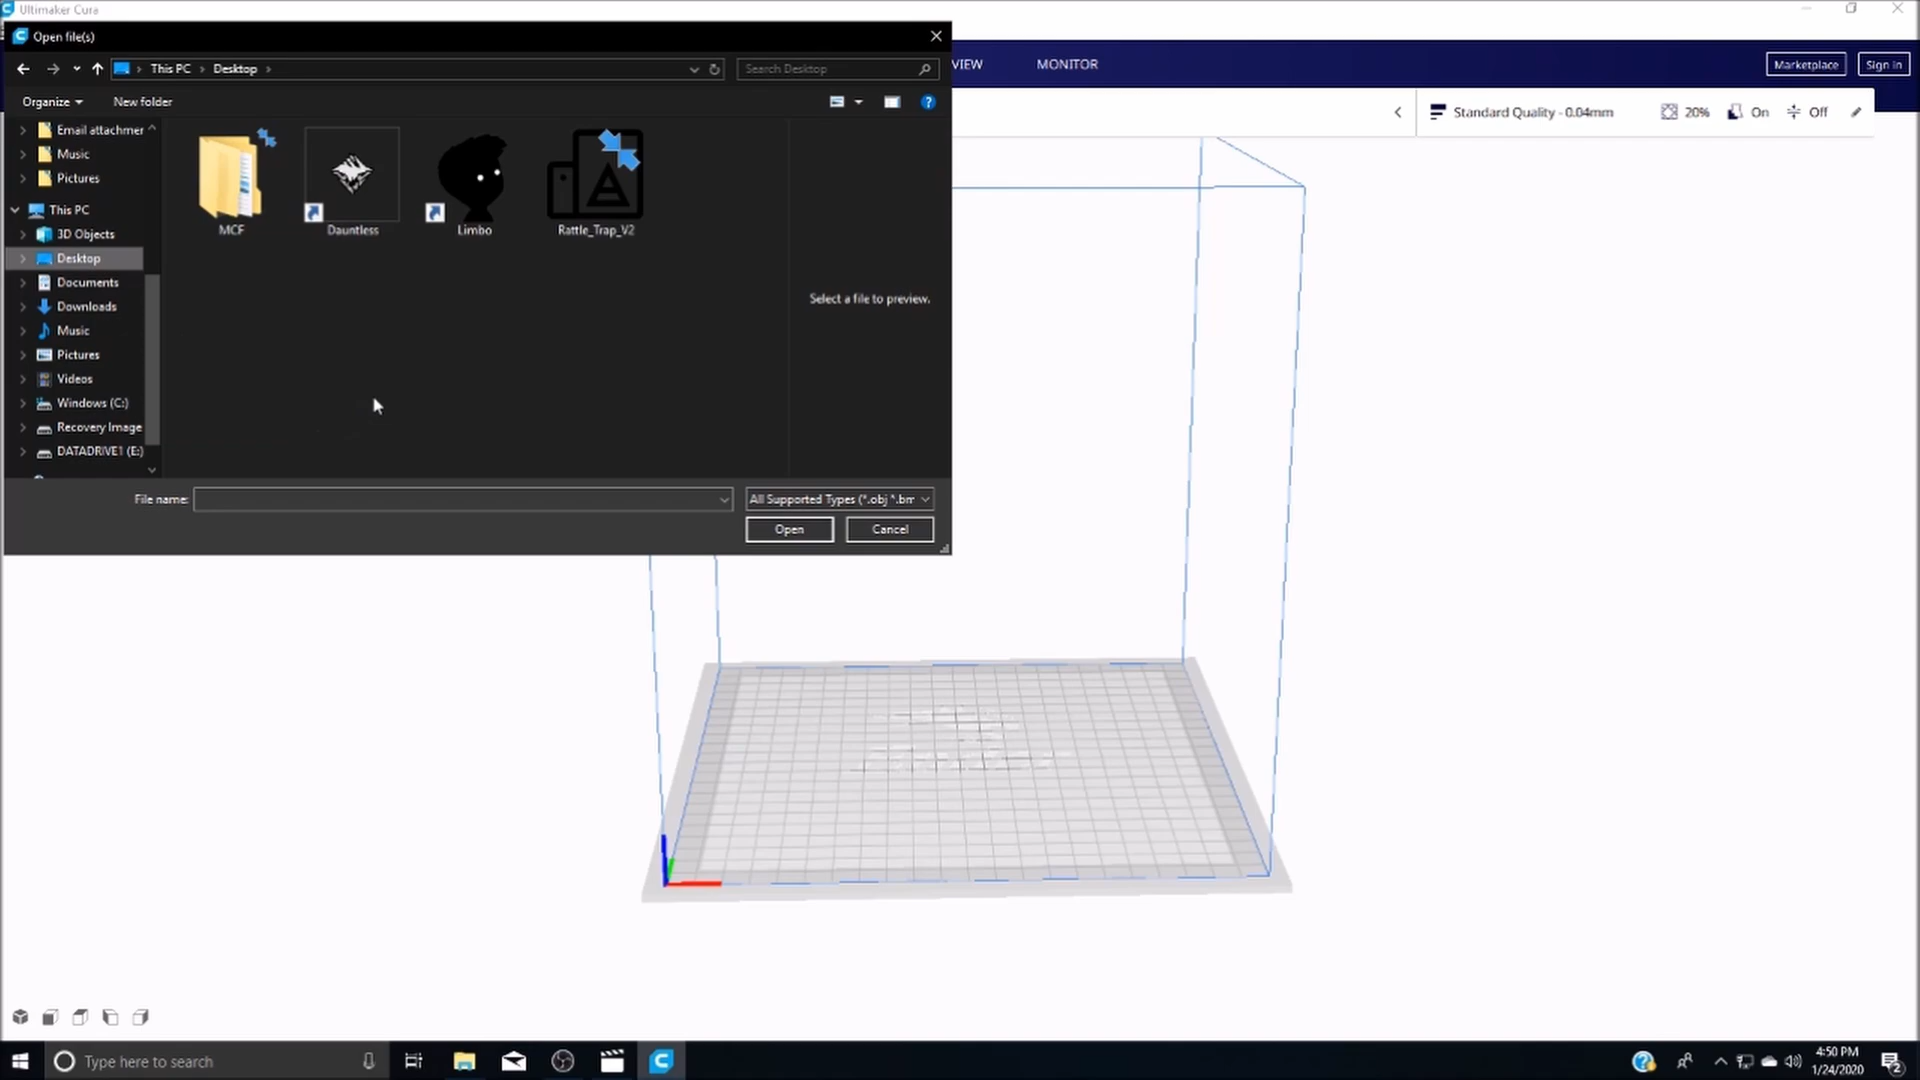 Ultimaker Cura
Open file(s)
This PC
Desktop
Search Desktop
VIEW
MONITOR
Marketplace
Sign in
Organize
New folder
Standard Quality - 0.04mm
20%
On
Off
Email attachmer
Music
Pictures
This PC
3D Objects
Desktop
Documents
Downloads
Music
Pictures
Videos
Windows (C:)
Recovery Image
DATADRIVE1 (E:)
MCF
Dauntless
Limbo
Rattle_Trap_V2
Select a file to preview.
File name:
All Supported Types (*.obj *.bm
Open
Cancel
Type here to search
4:50 PM
1/24/2020
2